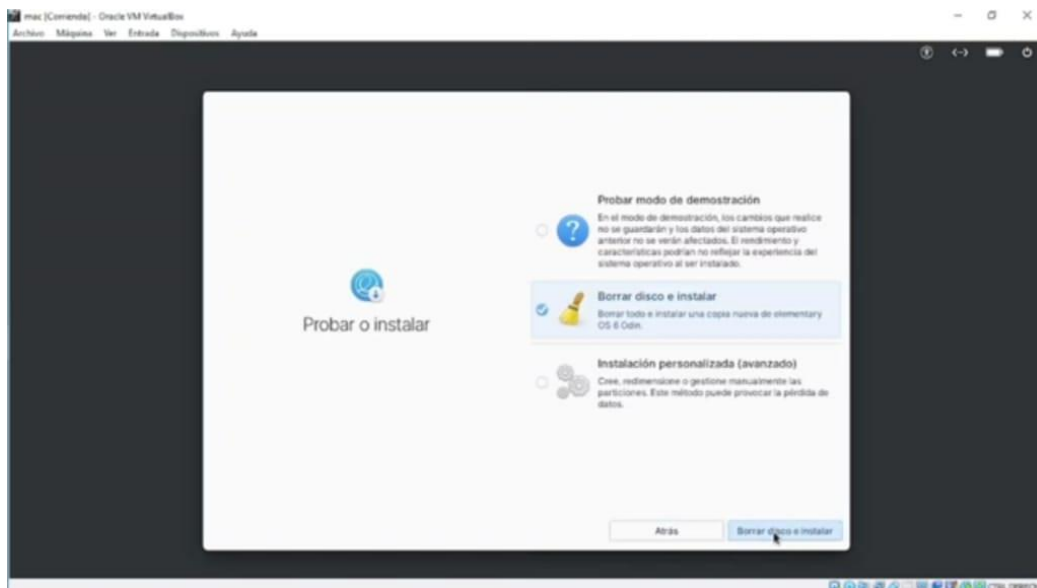 mac [Corriendo] - Oracle VM VirtualBox
Archivo Máquina Ver Entrada Dispositivos Ayuda
Probar modo de demostración
En el modo de demostración, los cambios que realice
no se guardarán y los datos del sistema operativo
anterior no se verán afectados. El rendimiento y
características podrían no reflejar la experiencia del
sistema operativo al ser instalado.
Borrar disco e instalar
Borrar todo e instalar una copia nueva de elementary
OS 6 Odin.
Probar o instalar
Instalación personalizada (avanzado)
Cree, redimensione o gestione manualmente las
particiones. Este método puede provocar la pérdida de
datos.
Atrás
Borrar disco e instalar
CTRL DERECHA